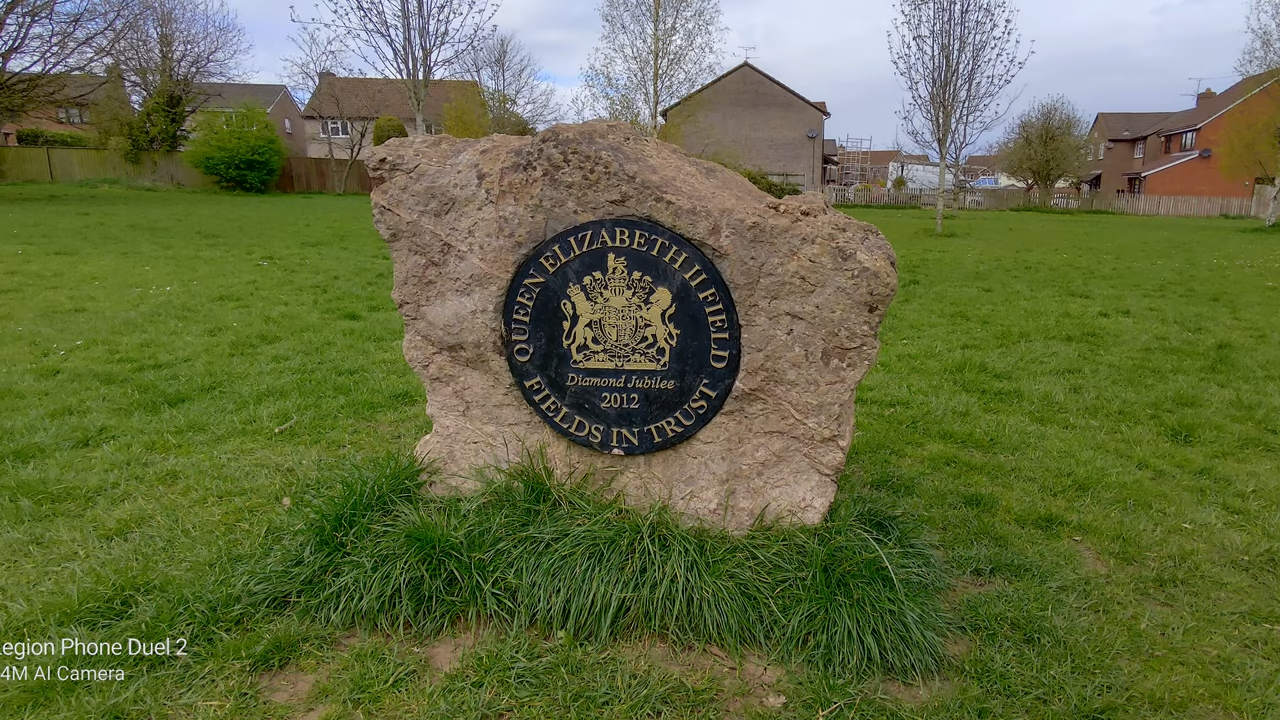 QUEEN ELIZABETH II FIELD
Diamond Jubilee
2012
FIELDS IN TRUST
Legion Phone Duel 2
4M AI Camera